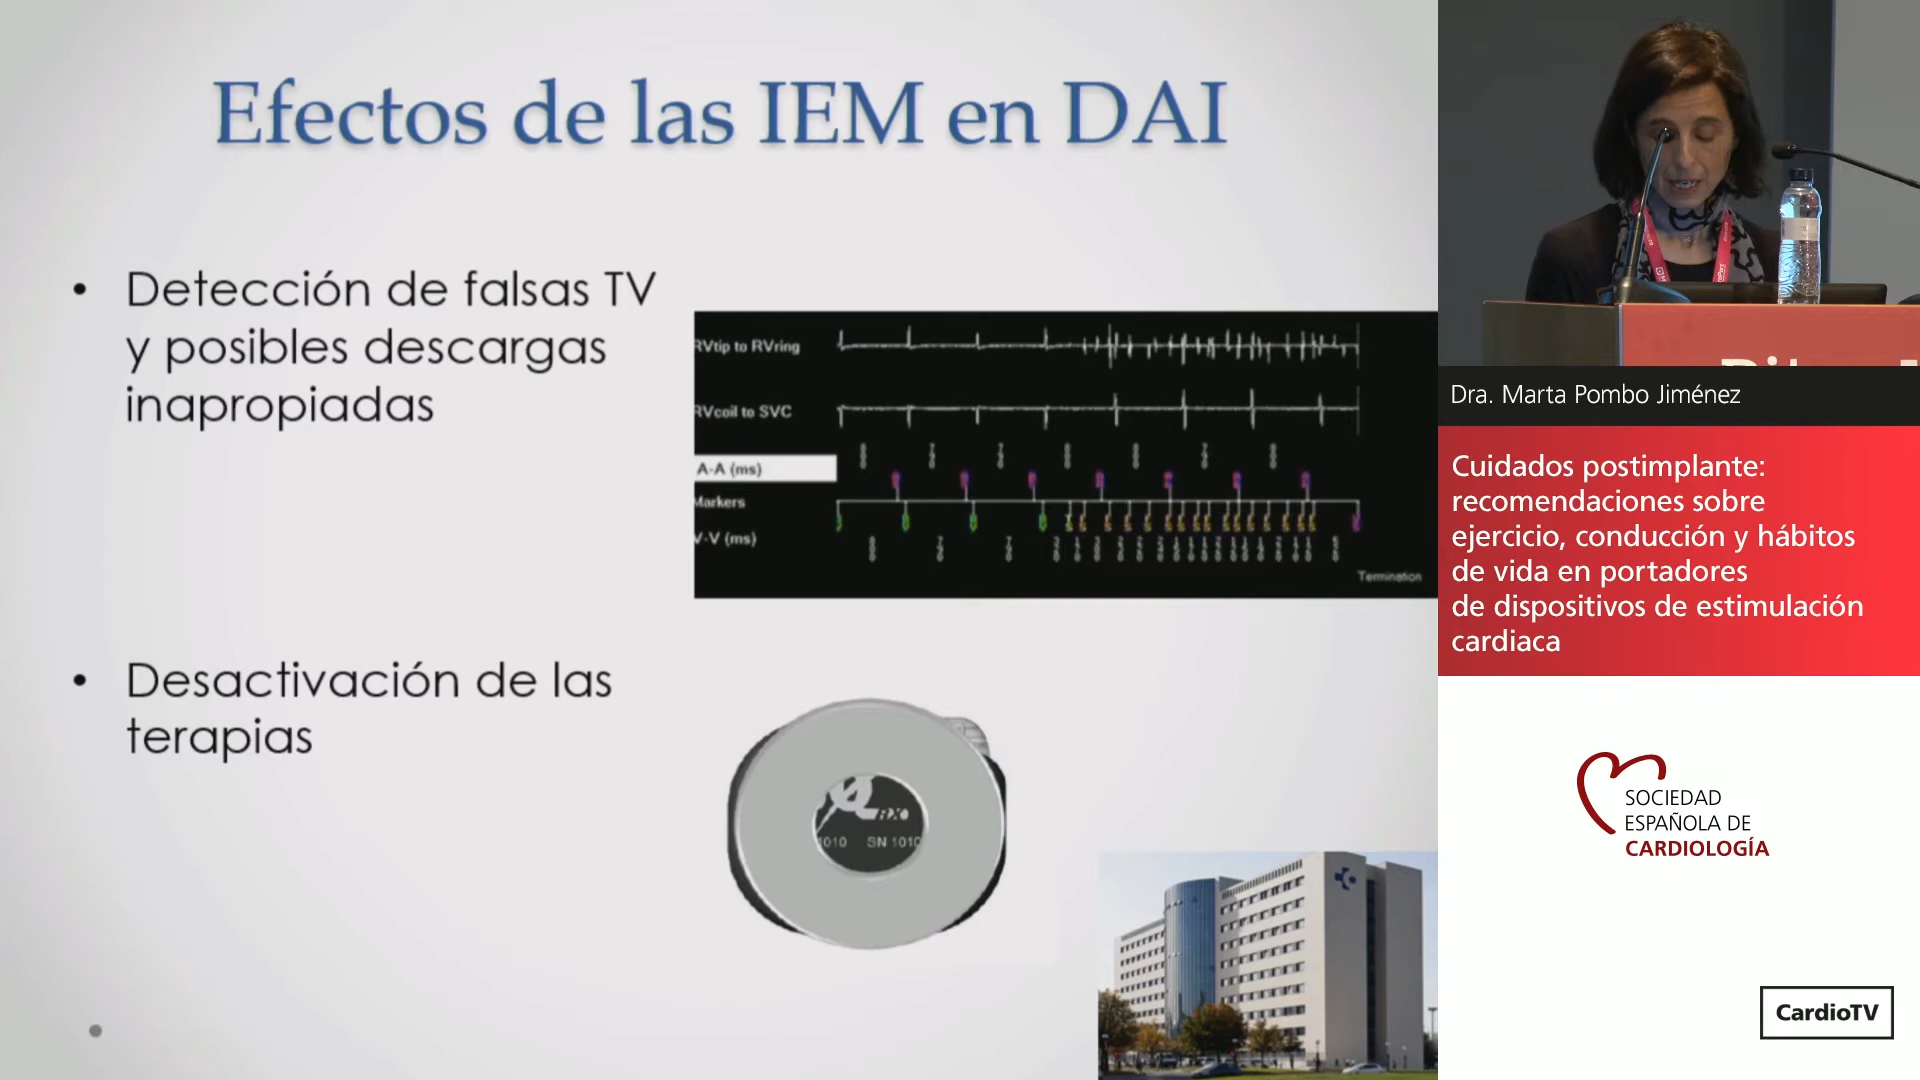 Efectos de las IEM en DAI
• Detección de falsas TV
y posibles descargas
inapropiadas
RVtip to RVring
RVcoil to SVC
A-A (ms)
Markers
V-V (ms)
Termination
• Desactivación de las
terapias
RX
1010 SN 1010
Dra. Marta Pombo Jiménez
Cuidados postimplante:
recomendaciones sobre
ejercicio, conducción y hábitos
de vida en portadores
de dispositivos de estimulación
cardiaca
SOCIEDAD
ESPAÑOLA DE
CARDIOLOGÍA
CardioTV